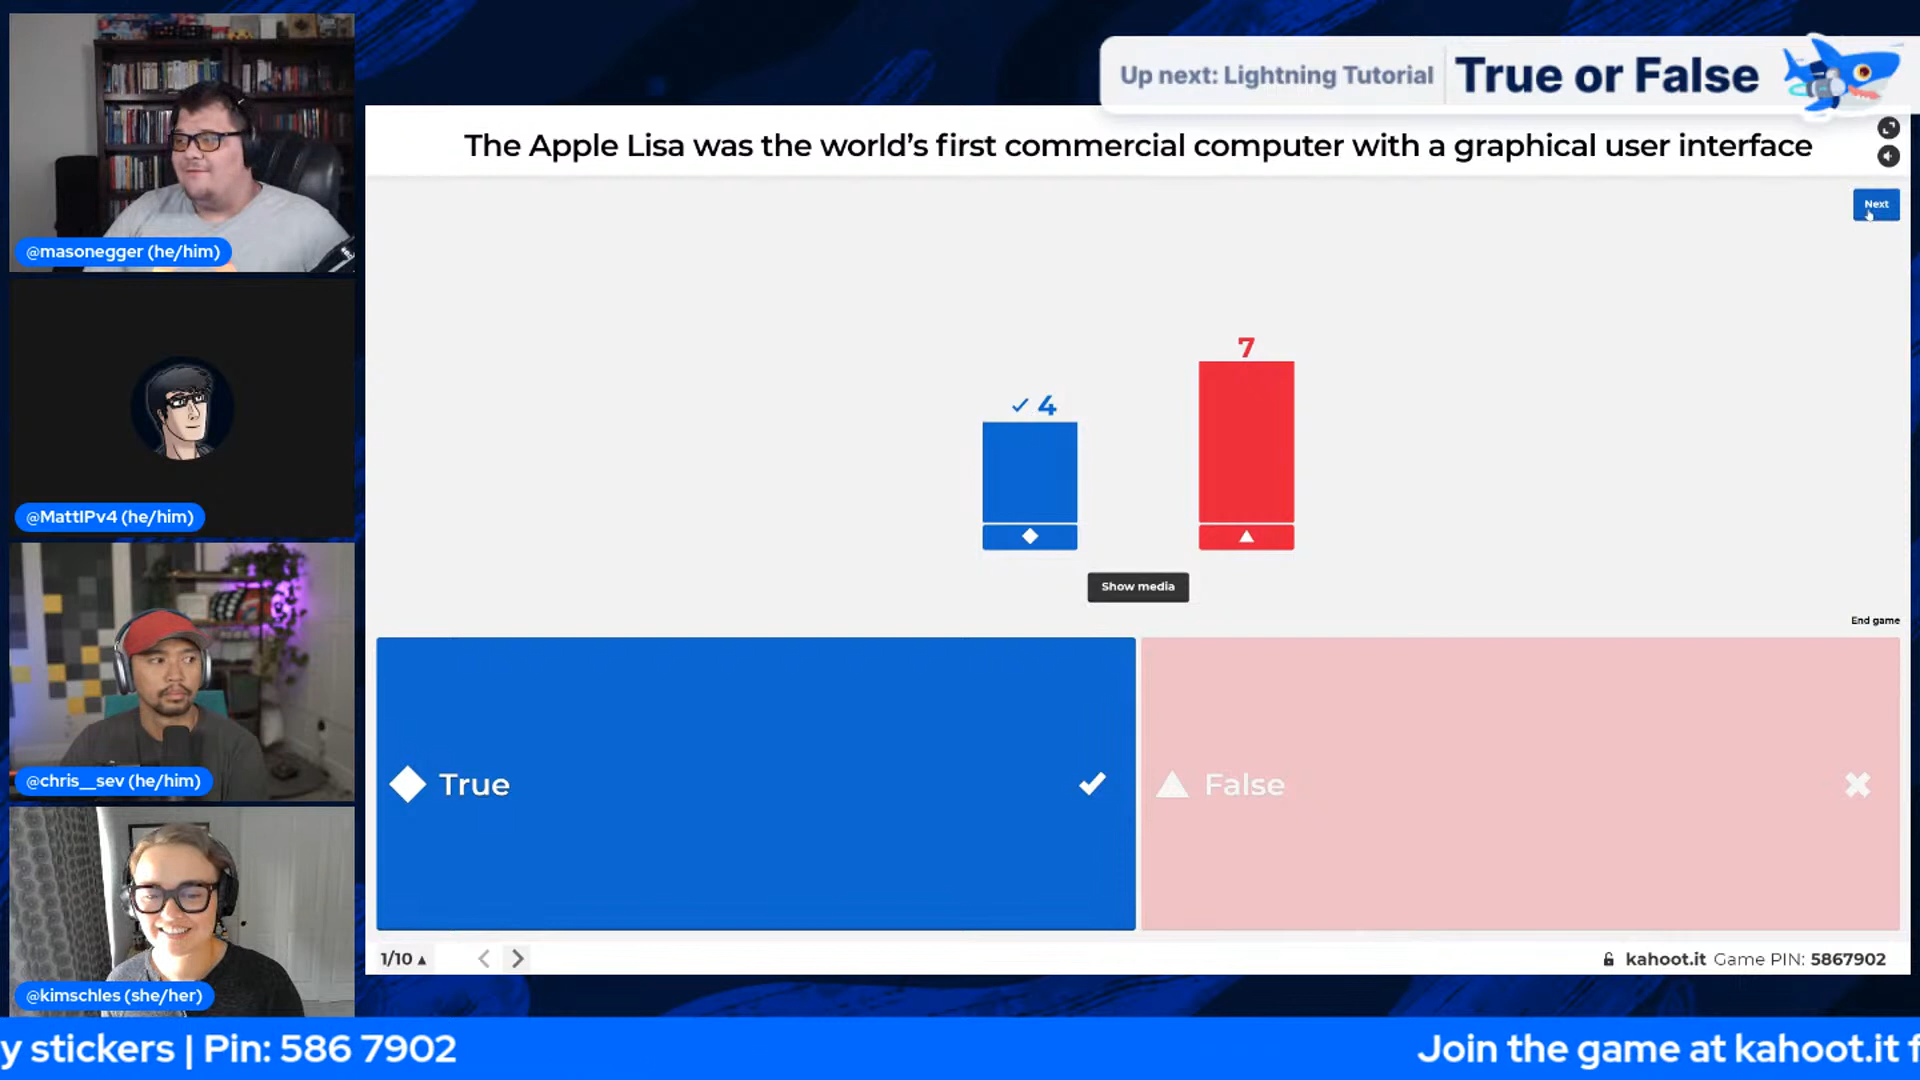 Up next: Lightning Tutorial
True or False
The Apple Lisa was the world’s first commercial computer with a graphical user interface
Next
4
7
Show media
End game
True
False
1/10
kahoot.it Game PIN: 5867902
@masonegger (he/him)
@MattIPv4 (he/him)
@chris__sev (he/him)
@kimschles (she/her)
y stickers | Pin: 586 7902
Join the game at kahoot.it f